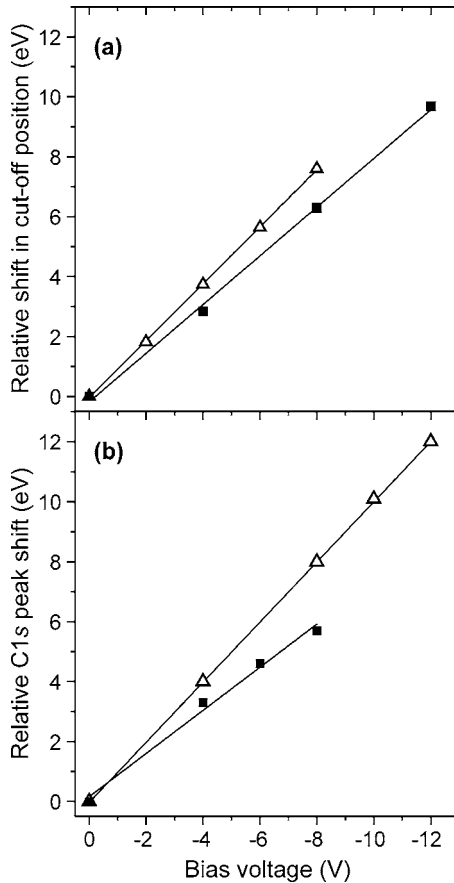 (a)
Relative shift in cut-off position (eV)
12
10
8
6
4
2
0
(b)
Relative C1s peak shift (eV)
12
10
8
6
4
2
0
0 -2 -4 -6 -8 -10 -12
Bias voltage (V)